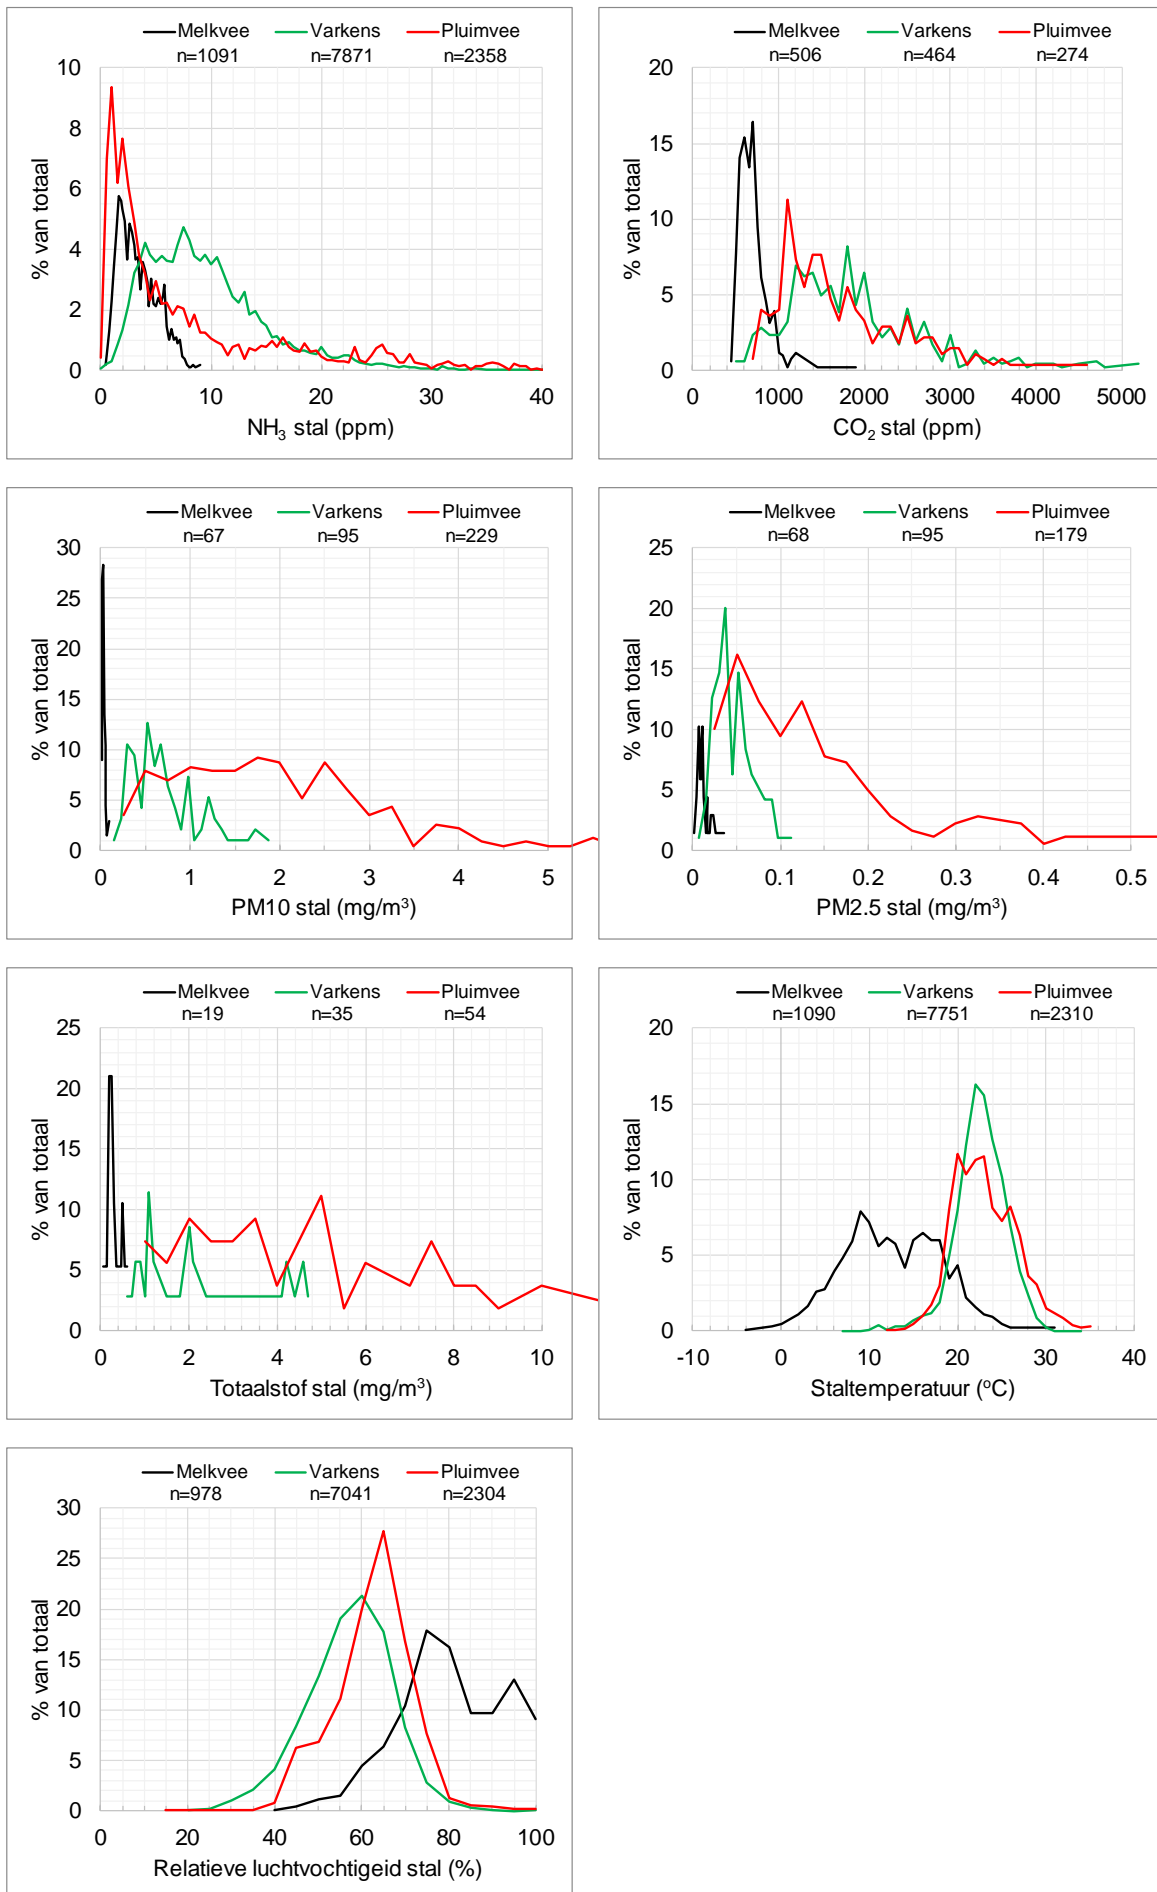 Melkvee Varkens Pluimvee
n=1091 n=7871 n=2358
10
8
6
4
2
0
% van totaal
0 10 20 30 40
NH₃ stal (ppm)
Melkvee Varkens Pluimvee
n=506 n=464 n=274
20
15
10
5
0
% van totaal
0 1000 2000 3000 4000 5000
CO₂ stal (ppm)
Melkvee Varkens Pluimvee
n=67 n=95 n=229
30
25
20
15
10
5
0
% van totaal
0 1 2 3 4 5
PM10 stal (mg/m³)
Melkvee Varkens Pluimvee
n=68 n=95 n=179
25
20
15
10
5
0
% van totaal
0 0.1 0.2 0.3 0.4 0.5
PM2.5 stal (mg/m³)
Melkvee Varkens Pluimvee
n=19 n=35 n=54
25
20
15
10
5
0
% van totaal
0 2 4 6 8 10
Totaalstof stal (mg/m³)
Melkvee Varkens Pluimvee
n=1090 n=7751 n=2310
20
15
10
5
0
% van totaal
-10 0 10 20 30 40
Staltemperatuur (ºC)
Melkvee Varkens Pluimvee
n=978 n=7041 n=2304
30
25
20
15
10
5
0
% van totaal
0 20 40 60 80 100
Relatieve luchtvochtigeid stal (%)